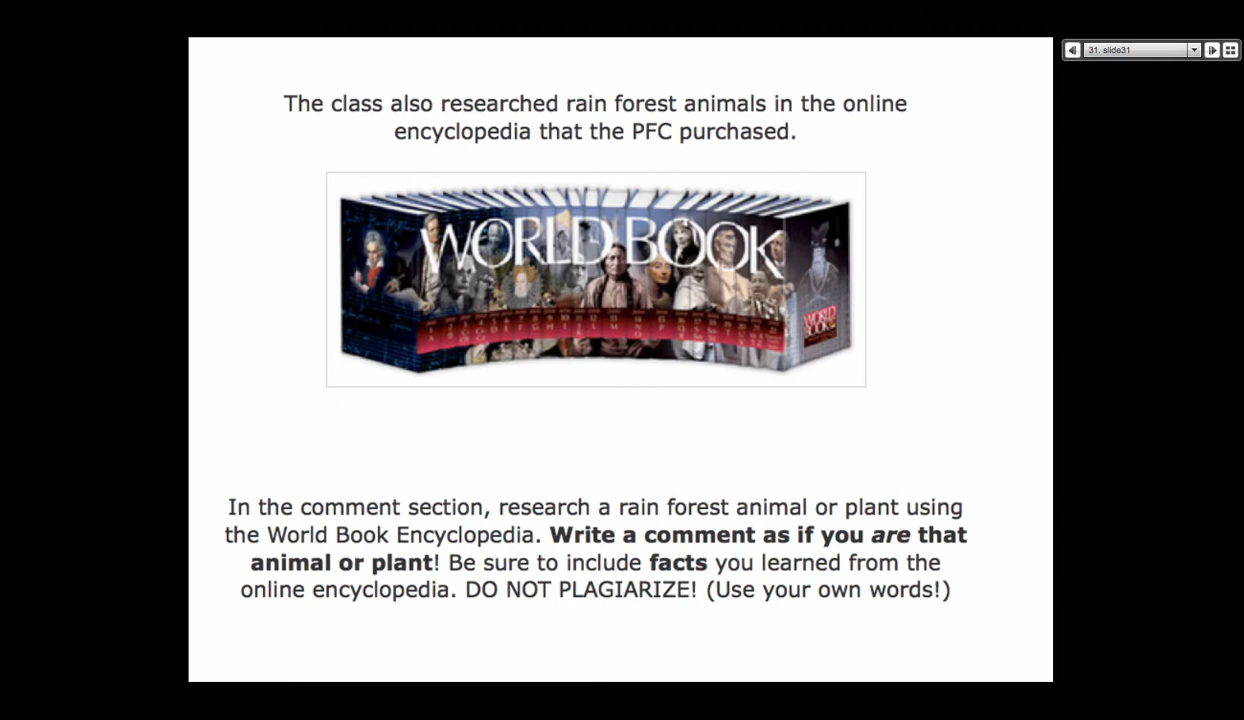 31. slide31
The class also researched rain forest animals in the online
encyclopedia that the PFC purchased.
WORLD BOOK
WORLD
BOOK
In the comment section, research a rain forest animal or plant using
the World Book Encyclopedia. Write a comment as if you are that
animal or plant! Be sure to include facts you learned from the
online encyclopedia. DO NOT PLAGIARIZE! (Use your own words!)